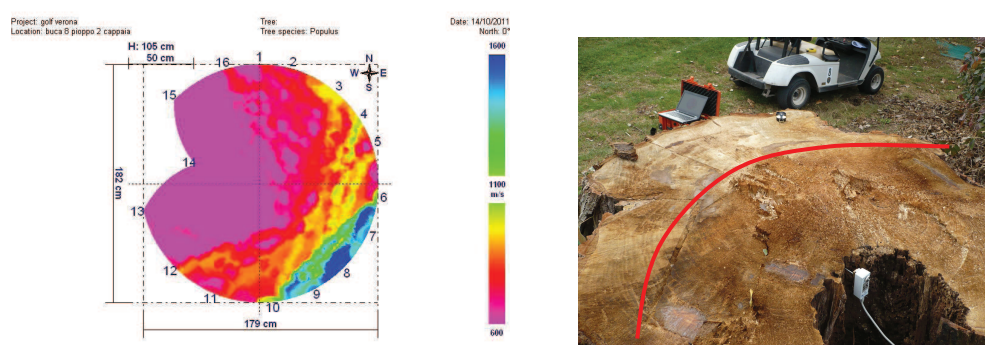 Project: golf verona
Location: buca 8 pioppo 2 cappaia
Tree:
Tree species: Populus
Date: 14/10/2011
North: 0°
H: 105 cm
50 cm
N
W E
S
1
2
3
4
5
6
7
8
9
10
11
12
13
14
15
16
182 cm
179 cm
1600
1100
m/s
600